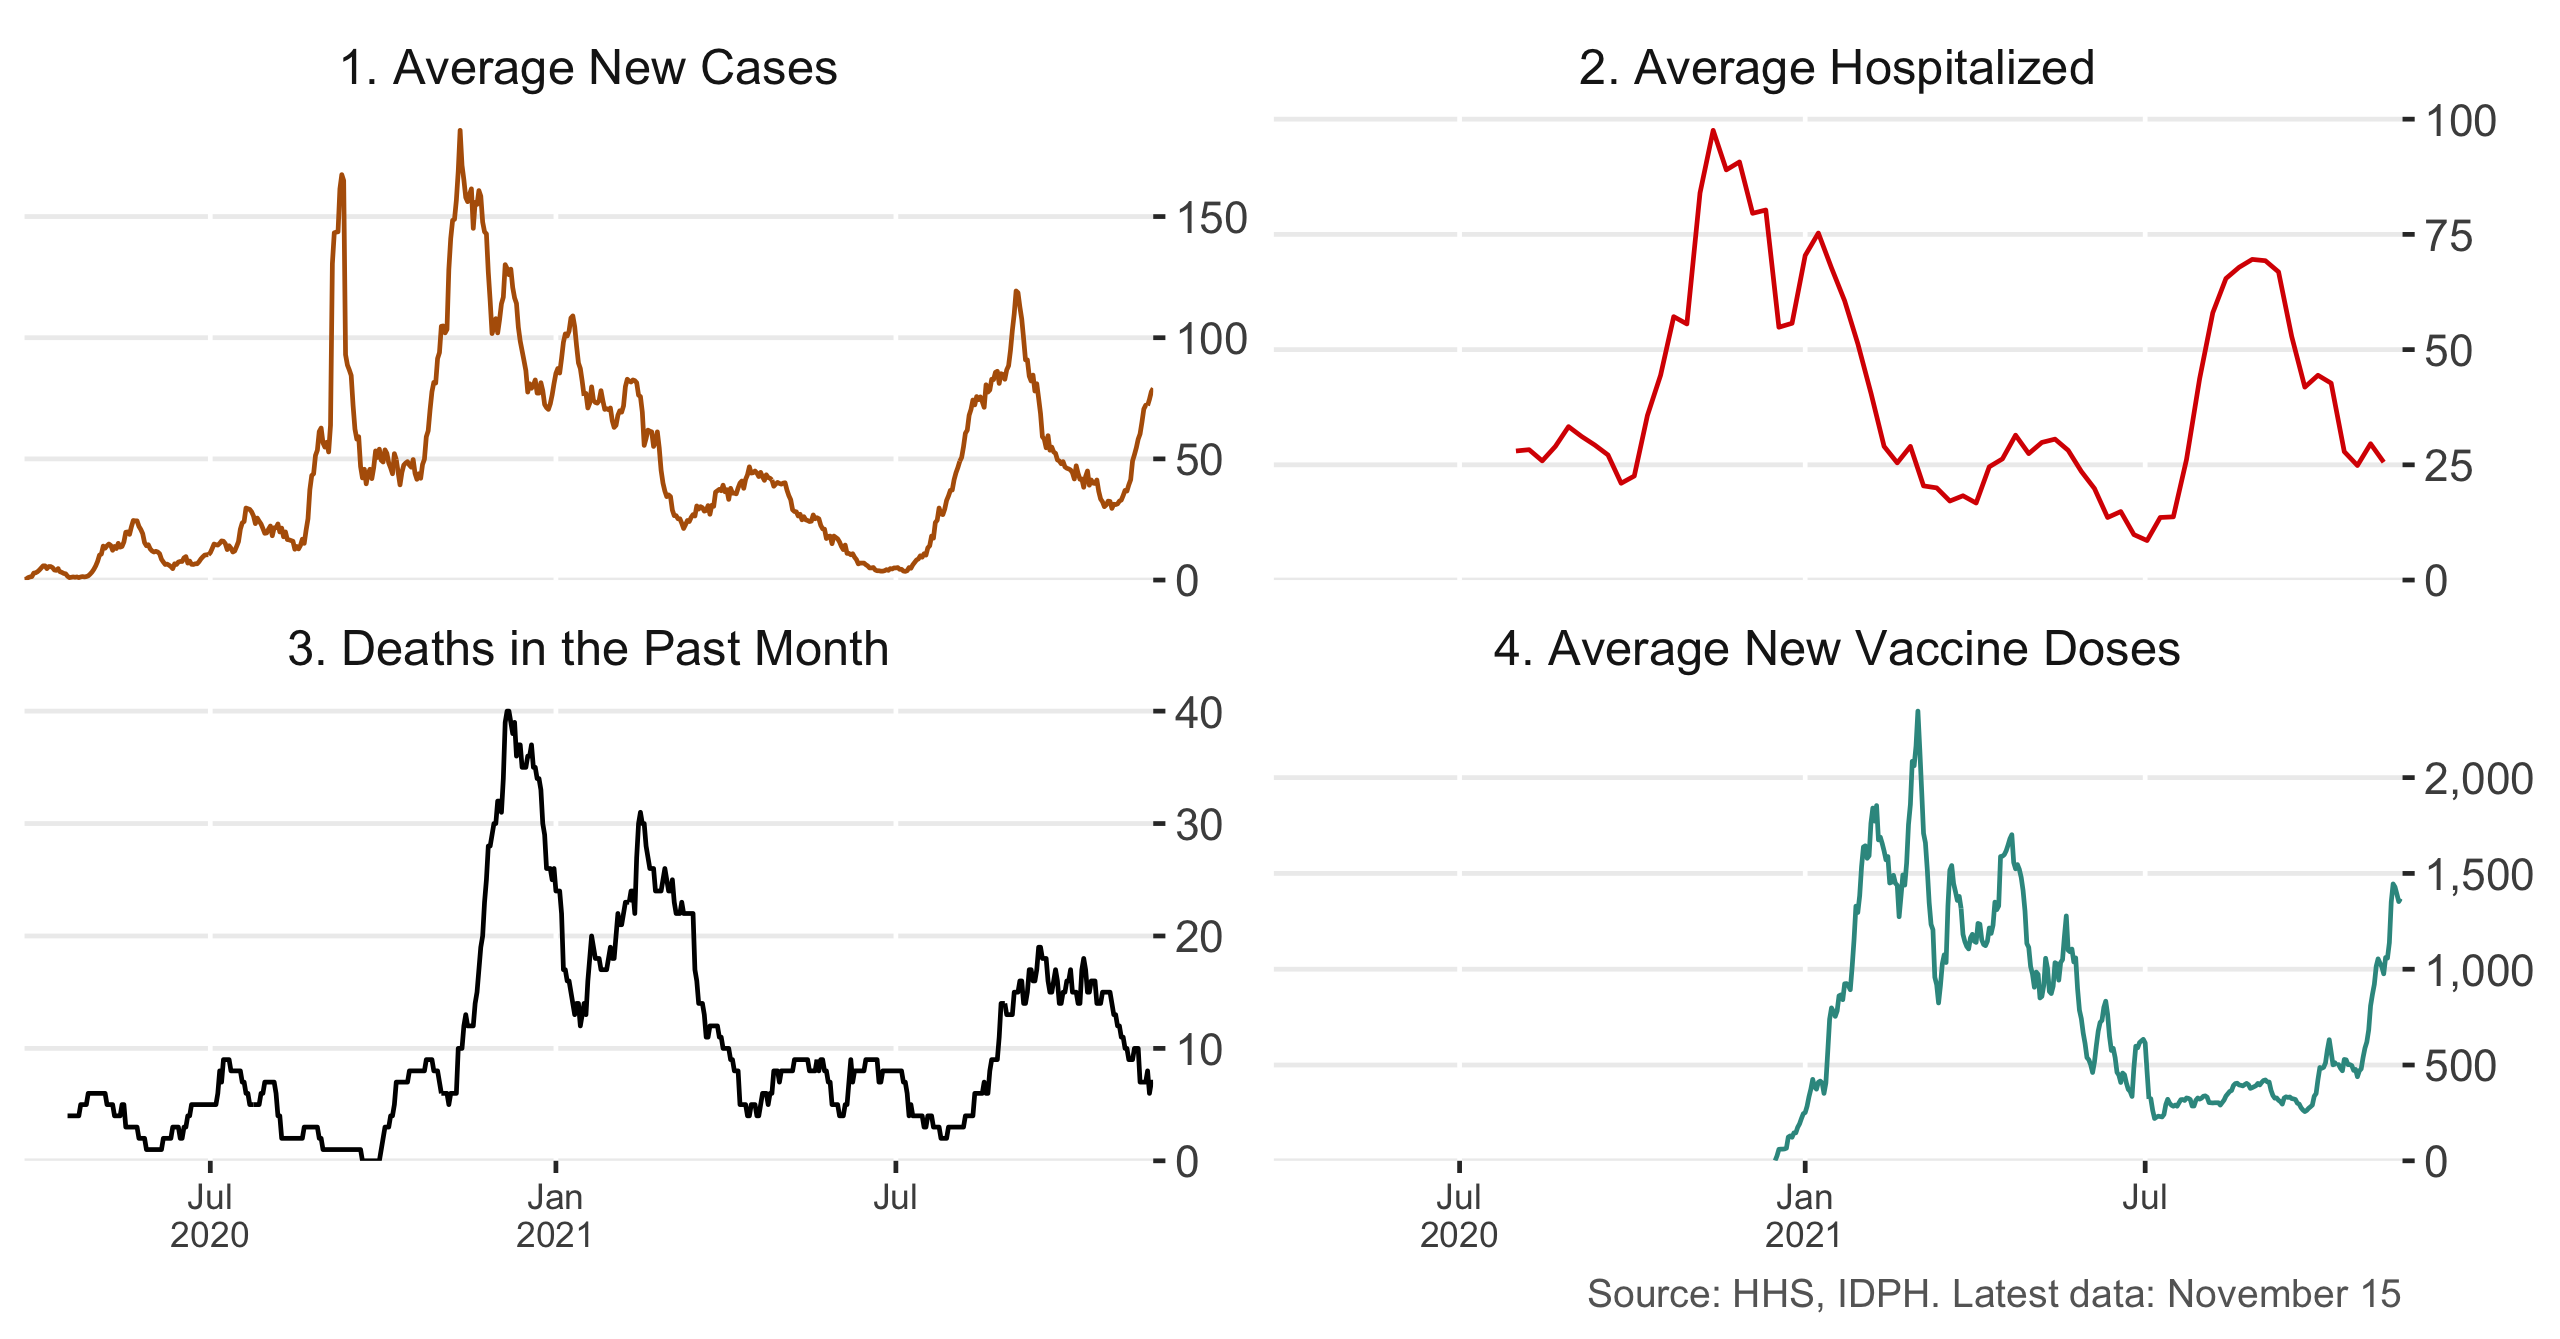 1. Average New Cases
150
100
50
0
2. Average Hospitalized
100
75
50
25
0
3. Deaths in the Past Month
40
30
20
10
0
Jul
2020
Jan
2021
Jul
4. Average New Vaccine Doses
2,000
1,500
1,000
500
0
Jul
2020
Jan
2021
Jul
Source: HHS, IDPH. Latest data: November 15